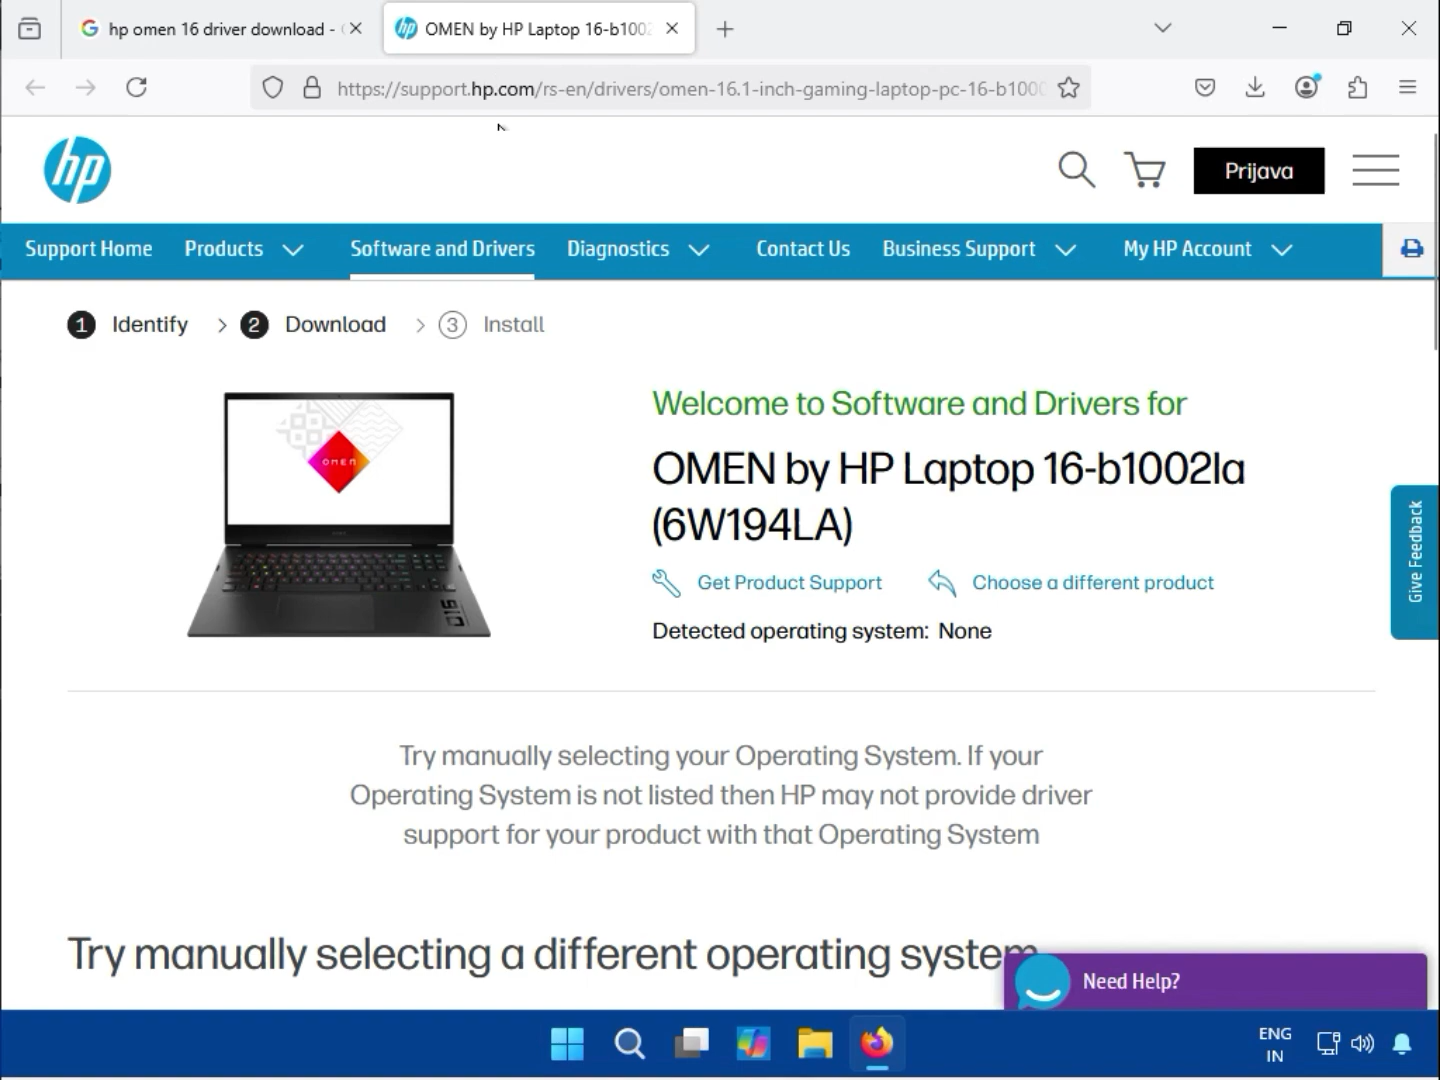 hp omen 16 driver download -
OMEN by HP Laptop 16-b1002
https://support.hp.com/rs-en/drivers/omen-16.1-inch-gaming-laptop-pc-16-b1000
hp
Prijava
Support Home Products Software and Drivers Diagnostics Contact Us Business Support My HP Account
1 Identify 2 Download 3 Install
OMEN
Welcome to Software and Drivers for
OMEN by HP Laptop 16-b1002la
(6W194LA)
Get Product Support Choose a different product
Detected operating system: None
Give Feedback
Try manually selecting your Operating System. If your
Operating System is not listed then HP may not provide driver
support for your product with that Operating System
Try manually selecting a different operating system
Need Help?
ENG
IN